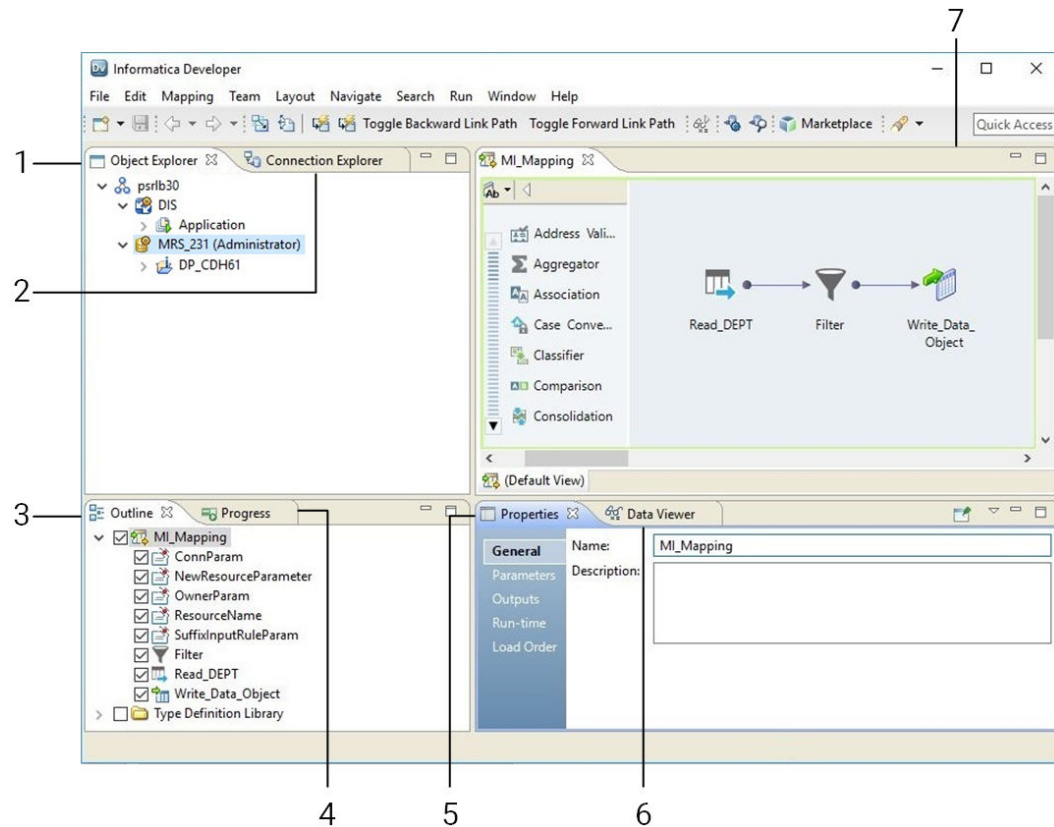 7
Informatica Developer
File Edit Mapping Team Layout Navigate Search Run Window Help
Toggle Backward Link Path Toggle Forward Link Path Marketplace Quick Access
1
Object Explorer Connection Explorer
psrlb30
DIS
Application
MRS_231 (Administrator)
DP_CDH61
2
MI_Mapping
Ab
Address Vali...
Aggregator
Association
Case Conve...
Classifier
Comparison
Consolidation
Read_DEPT
Filter
Write_Data_
Object
(Default View)
3
Outline Progress
MI_Mapping
ConnParam
NewResourceParameter
OwnerParam
ResourceName
SuffixInputRuleParam
Filter
Read_DEPT
Write_Data_Object
Type Definition Library
Properties Data Viewer
General
Parameters
Outputs
Run-time
Load Order
Name: MI_Mapping
Description:
4
5
6